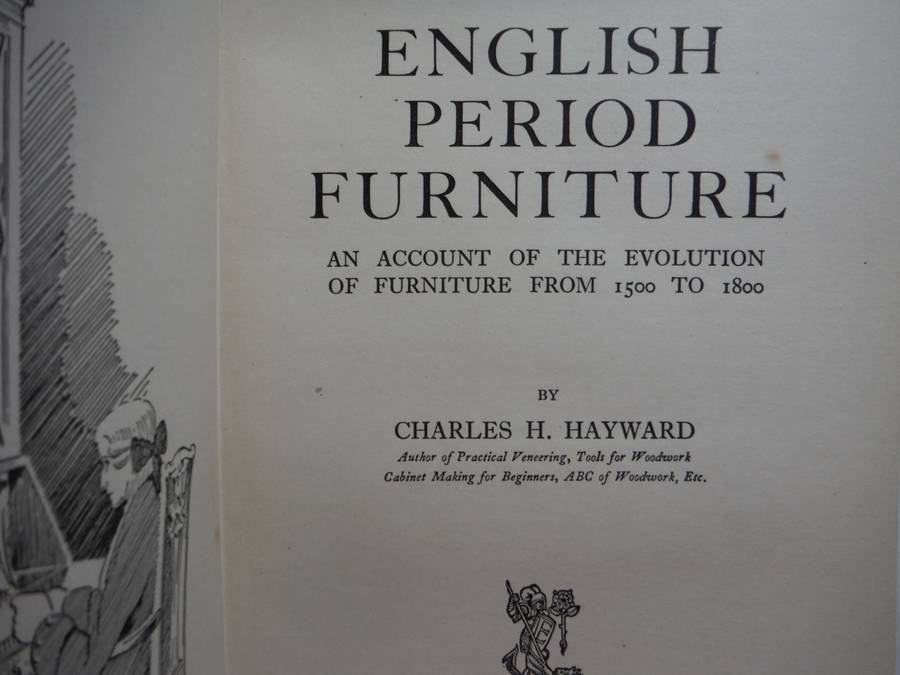 ENGLISH
PERIOD
FURNITURE
AN ACCOUNT OF THE EVOLUTION
OF FURNITURE FROM 1500 TO 1800
BY
CHARLES H. HAYWARD
Author of Practical Veneering, Tools for Woodwork
Cabinet Making for Beginners, ABC of Woodwork, Etc.